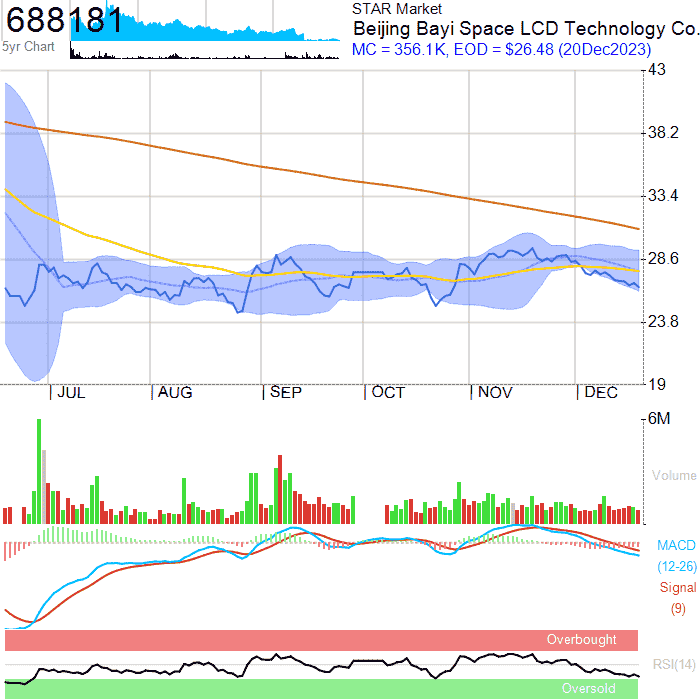 688181
5yr Chart
STAR Market
Beijing Bayi Space LCD Technology Co.
MC = 356.1K, EOD = $26.48 (20Dec2023)
43
38.2
33.4
28.6
23.8
19
JUL AUG SEP OCT NOV DEC
6M
Volume
MACD
(12-26)
Signal
(9)
Overbought
RSI(14)
Oversold